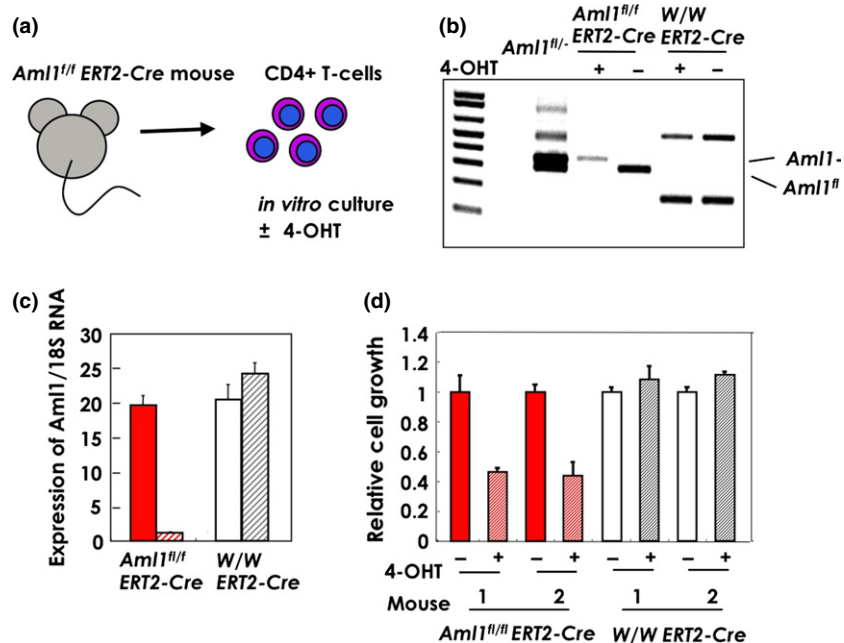 (a)
Aml1f/f ERT2-Cre mouse
CD4+ T-cells
in vitro culture
± 4-OHT
(b)
Aml1fl/f
W/W
Aml1fl/-
ERT2-Cre
ERT2-Cre
4-OHT
+
–
+
–
Aml1-
Aml1fl
(c)
Expression of Aml1/18S RNA
30
25
20
15
10
5
0
Aml1fl/f
W/W
ERT2-Cre
ERT2-Cre
(d)
Relative cell growth
1.4
1.2
1
0.8
0.6
0.4
0.2
0
–
+
–
+
–
+
–
+
4-OHT
Mouse
1
2
1
2
Aml1fl/fl ERT2-Cre
W/W ERT2-Cre